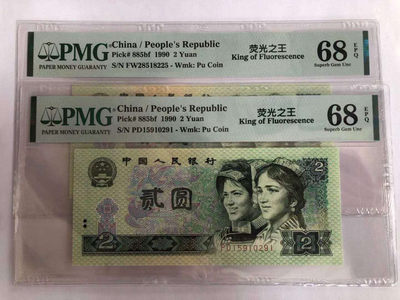 PMG
PAPER MONEY GUARANTY
China / People's Republic
Pick# 885bf 1990 2 Yuan
S/N FW28518225 - Wmk: Pu Coin
荧光之王
King of Fluorescence
68 EPQ
Superb Gem Unc
PMG
PAPER MONEY GUARANTY
China / People's Republic
Pick# 885bf 1990 2 Yuan
S/N PD15910291 - Wmk: Pu Coin
荧光之王
King of Fluorescence
68 EPQ
Superb Gem Unc
中国人民银行
2
贰圆
PD15910291
2